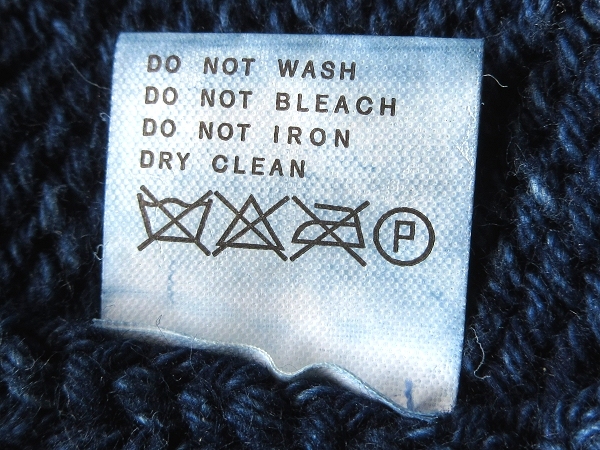 DO NOT WASH
DO NOT BLEACH
DO NOT IRON
DRY CLEAN
P